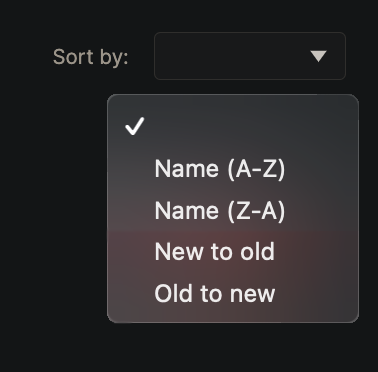 Sort by:
Name (A-Z)
Name (Z-A)
New to old
Old to new